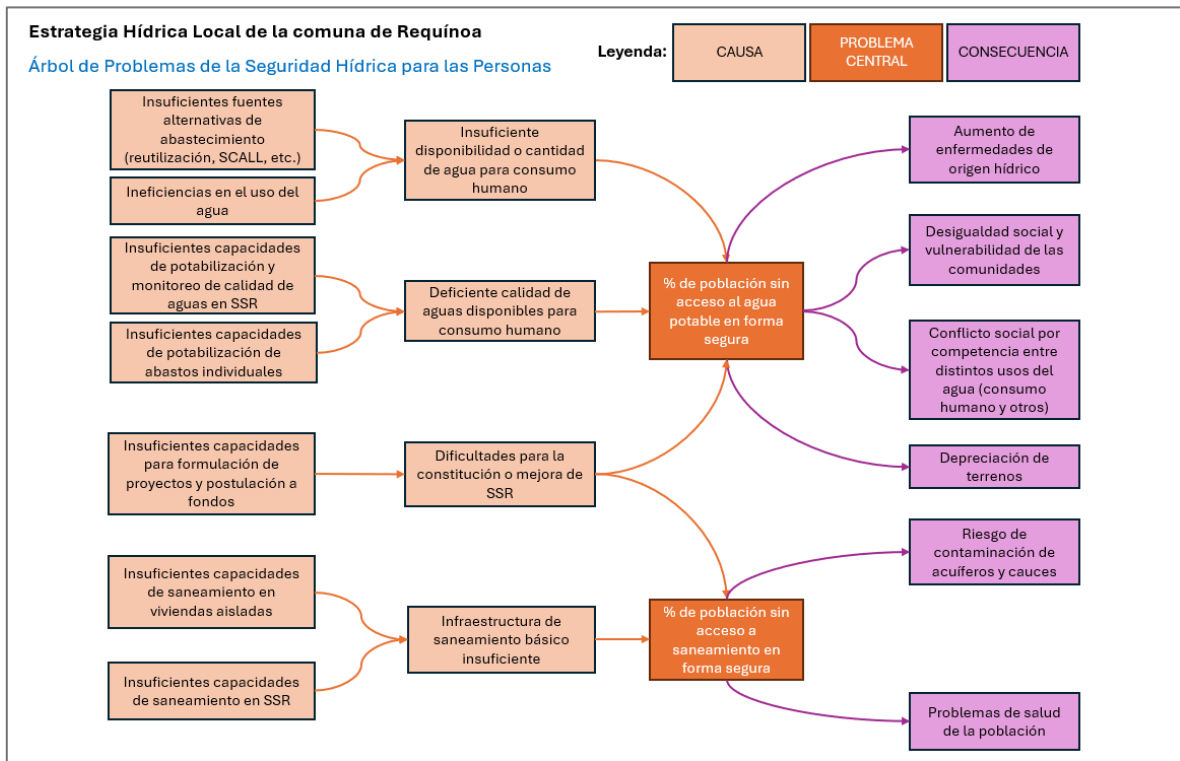 Estrategia Hídrica Local de la comuna de Requínoa
Árbol de Problemas de la Seguridad Hídrica para las Personas
Leyenda:
CAUSA
PROBLEMA
CENTRAL
CONSECUENCIA
Insuficientes fuentes
alternativas de
abastecimiento
(reutilización, SCALL, etc.)
Ineficiencias en el uso del
agua
Insuficientes capacidades
de potabilización y
monitoreo de calidad de
aguas en SSR
Insuficientes capacidades
de potabilización de
abastos individuales
Insuficientes capacidades
para formulación de
proyectos y postulación a
fondos
Insuficientes capacidades
de saneamiento en
viviendas aisladas
Insuficientes capacidades
de saneamiento en SSR
Insuficiente
disponibilidad o cantidad
de agua para consumo
humano
Deficiente calidad de
aguas disponibles para
consumo humano
Dificultades para la
constitución o mejora de
SSR
Infraestructura de
saneamiento básico
insuficiente
% de población sin
acceso al agua
potable en forma
segura
% de población sin
acceso a
saneamiento en
forma segura
Aumento de
enfermedades de
origen hídrico
Desigualdad social y
vulnerabilidad de las
comunidades
Conflicto social por
competencia entre
distintos usos del
agua (consumo
humano y otros)
Depreciación de
terrenos
Riesgo de
contaminación de
acuíferos y cauces
Problemas de salud
de la población